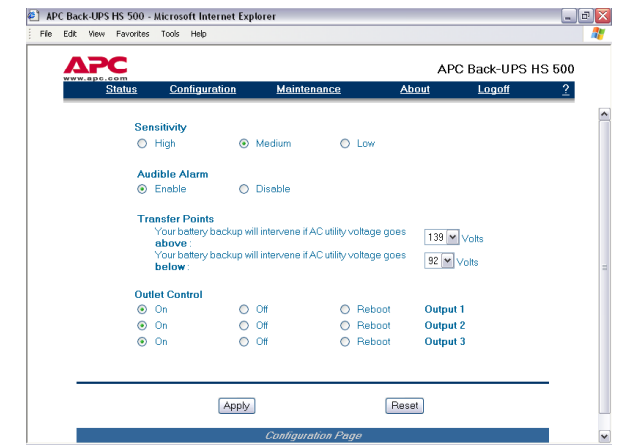 APC Back-UPS HS 500 - Microsoft Internet Explorer
File Edit View Favorites Tools Help
APC
www.apc.com
APC Back-UPS HS 500
Status Configuration Maintenance About Logoff ?
Sensitivity
High Medium Low
Audible Alarm
Enable Disable
Transfer Points
Your battery backup will intervene if AC utility voltage goes
above : 139 Volts
Your battery backup will intervene if AC utility voltage goes
below : 92 Volts
Outlet Control
On Off Reboot Output 1
On Off Reboot Output 2
On Off Reboot Output 3
Apply Reset
Configuration Page